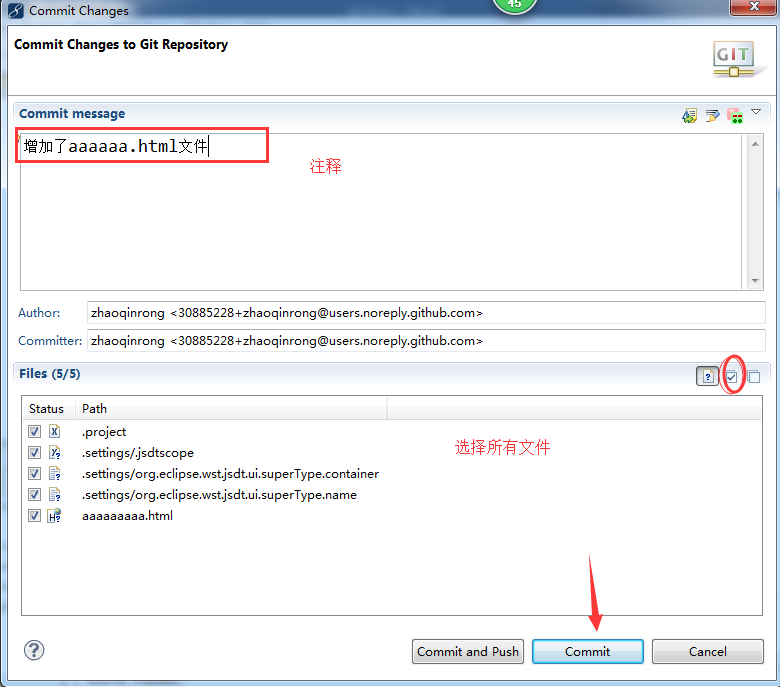 Commit Changes
45
Commit Changes to Git Repository
GIT
Commit message
增加了aaaaaa.html文件
注释
Author: zhaoqinrong <30885228+zhaoqinrong@users.noreply.github.com>
Committer: zhaoqinrong <30885228+zhaoqinrong@users.noreply.github.com>
Files (5/5)
Status Path
.project
.settings/.jsdtscope
选择所有文件
.settings/org.eclipse.wst.jsdt.ui.superType.container
.settings/org.eclipse.wst.jsdt.ui.superType.name
aaaaaaaaa.html
Commit and Push Commit Cancel